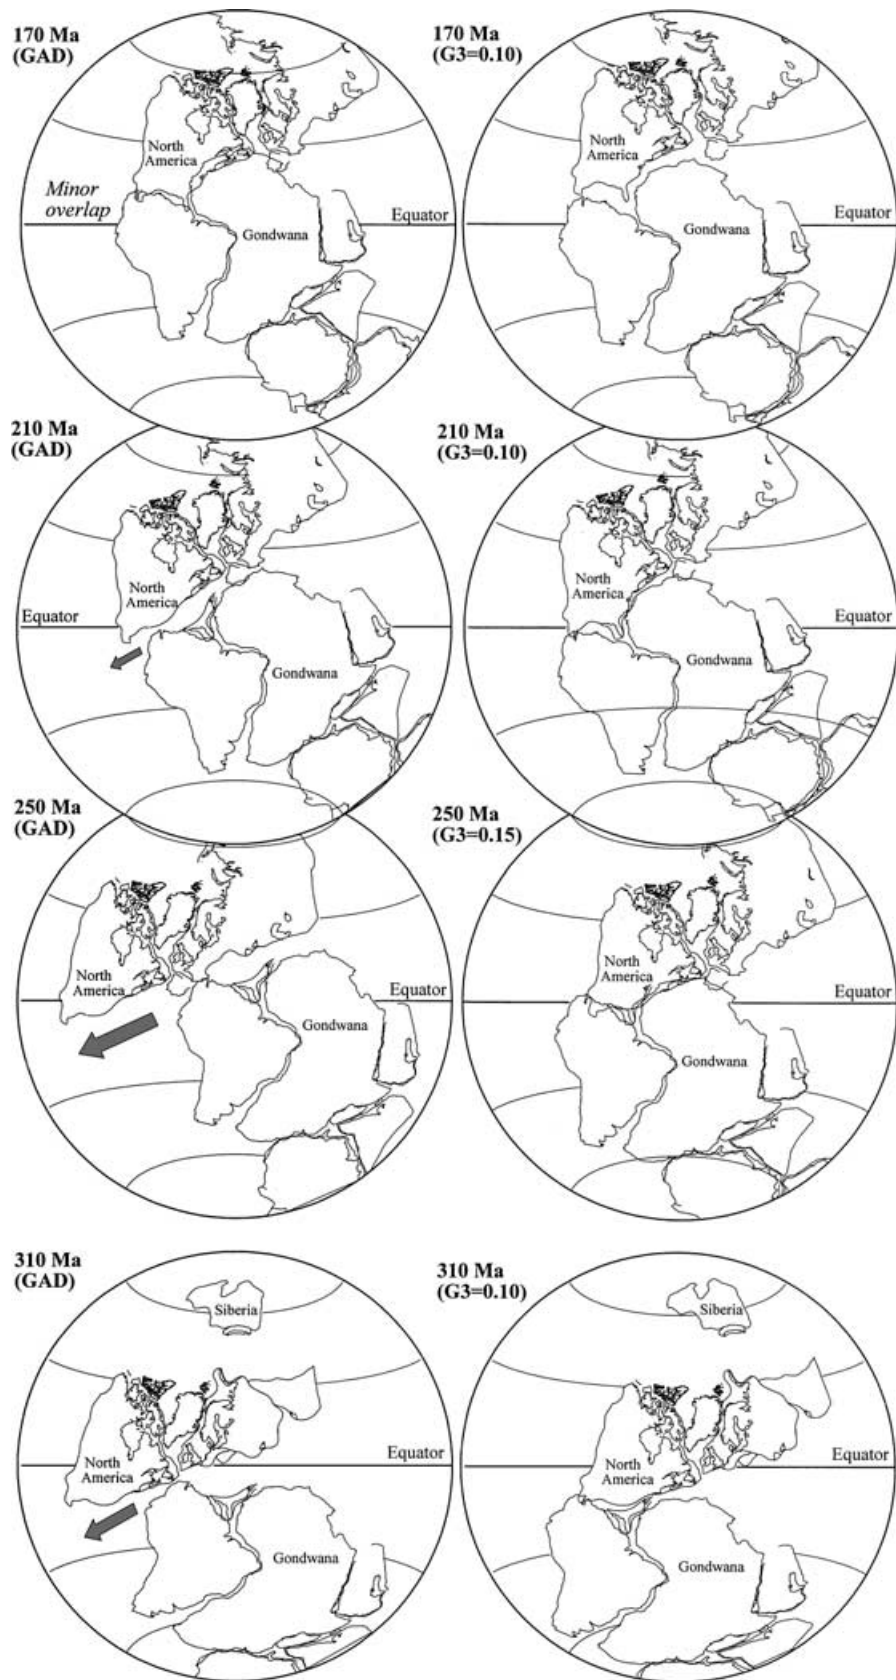 170 Ma
(GAD)
North
America
Minor
overlap
Equator
Gondwana
170 Ma
(G3=0.10)
North
America
Equator
Gondwana
210 Ma
(GAD)
North
America
Equator
Gondwana
210 Ma
(G3=0.10)
North
America
Equator
Gondwana
250 Ma
(GAD)
North
America
Equator
Gondwana
250 Ma
(G3=0.15)
North
America
Equator
Gondwana
310 Ma
(GAD)
Siberia
North
America
Equator
Gondwana
310 Ma
(G3=0.10)
Siberia
North
America
Equator
Gondwana